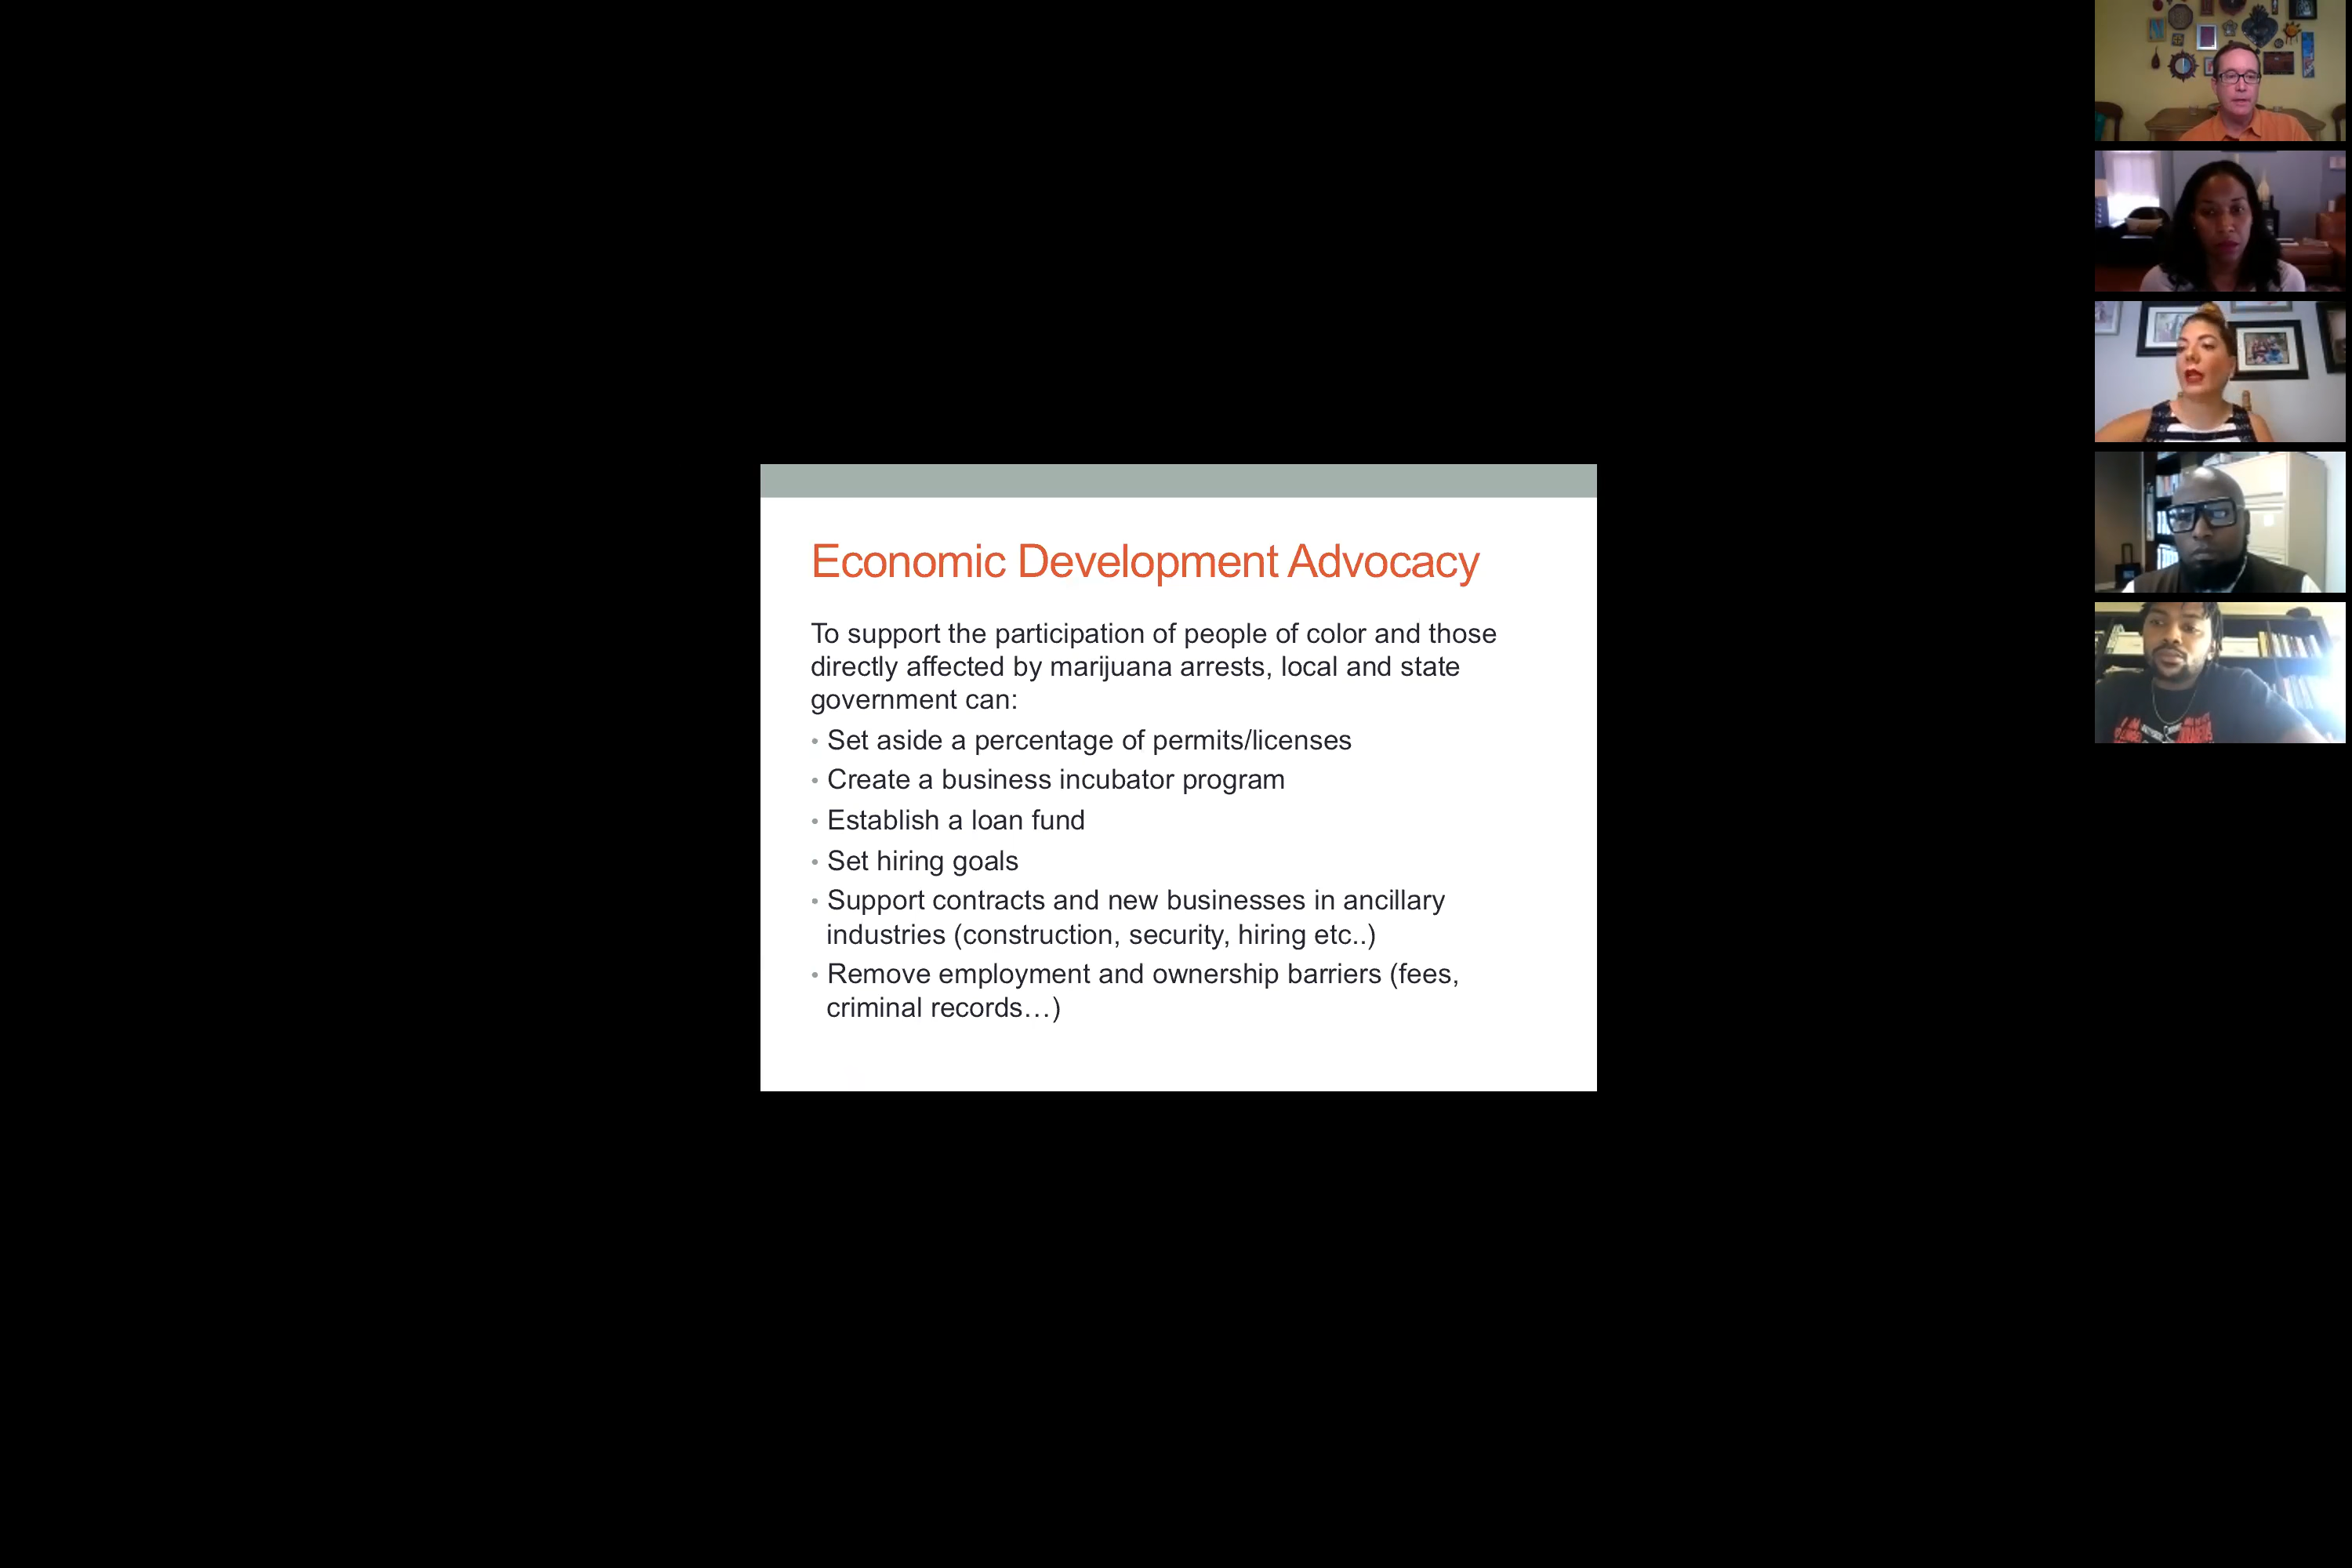 Economic Development Advocacy
To support the participation of people of color and those
directly affected by marijuana arrests, local and state
government can:
• Set aside a percentage of permits/licenses
• Create a business incubator program
• Establish a loan fund
• Set hiring goals
• Support contracts and new businesses in ancillary
industries (construction, security, hiring etc..)
• Remove employment and ownership barriers (fees,
criminal records…)
I AM